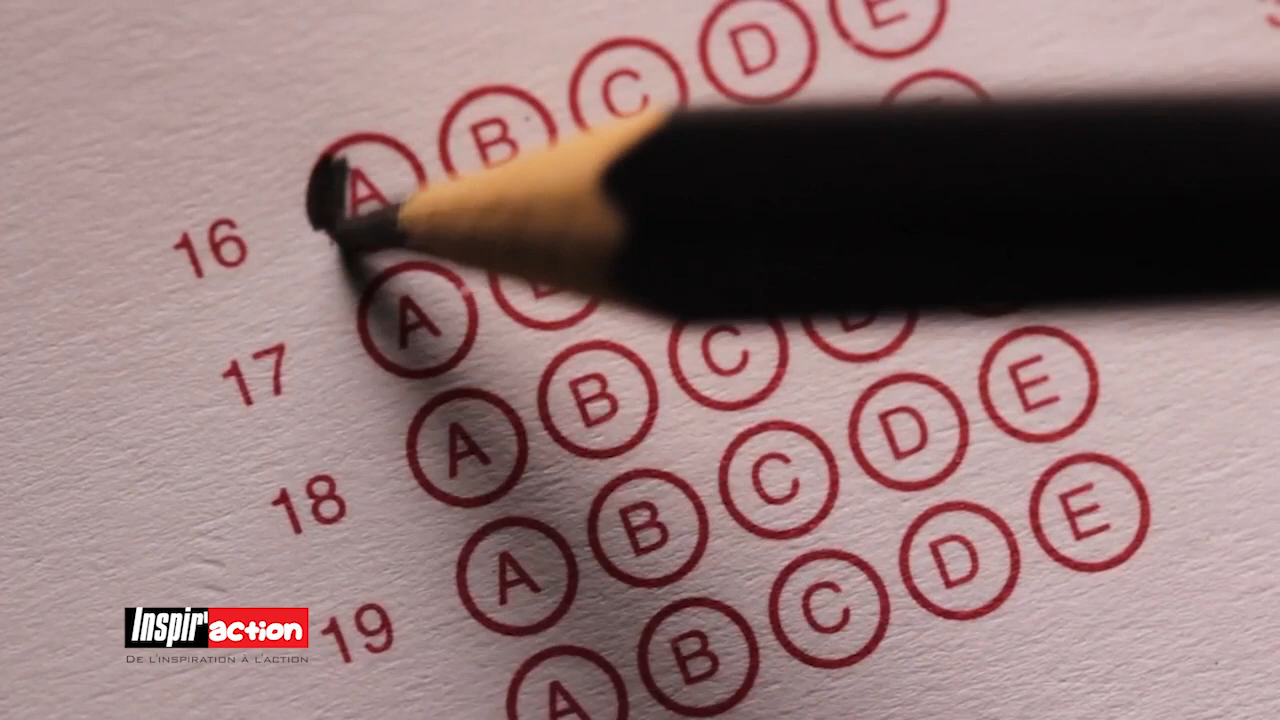 16 A B C D E
17 A
18 A B C D
19 A B C D E
A B C D E
Inspir'action
DE L'INSPIRATION À L'ACTION